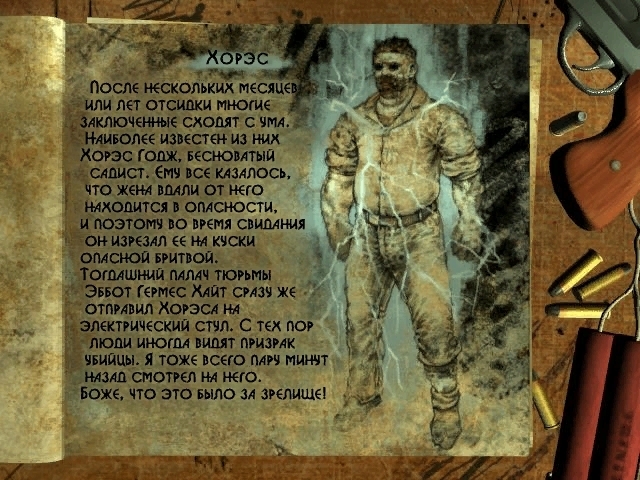 Хорэс
После нескольких месяцев
или лет отсидки многие
заключенные сходят с ума.
Наиболее известен из них
Хорэс Годж, бесноватый
садист. Ему все казалось,
что жена вдали от него
находится в опасности,
и поэтому во время свидания
он изрезал ее на куски
опасной бритвой.
Тогдашний палач тюрьмы
Эббот Гермес Хайт сразу же
отправил Хорэса на
электрический стул. С тех пор
люди иногда видят призрак
убийцы. Я тоже всего пару минут
назад смотрел на него.
Боже, что это было за зрелище!